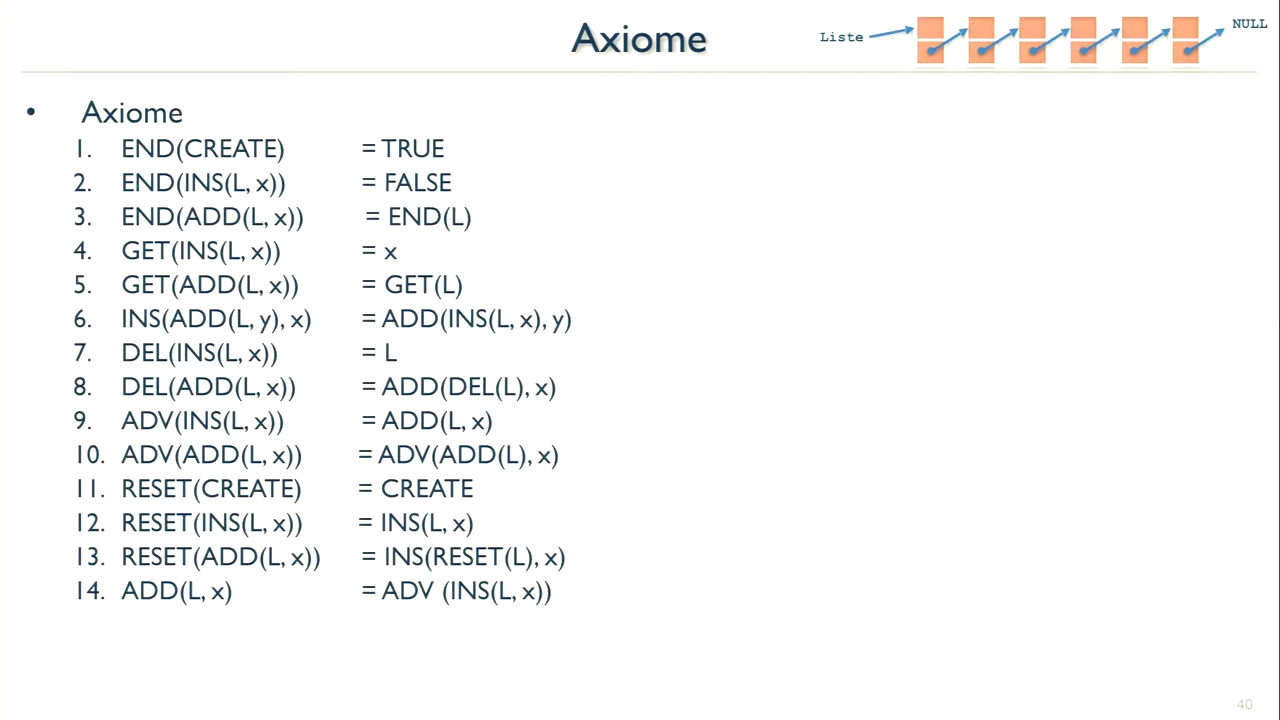 Axiome
Liste
NULL
• Axiome
1. END(CREATE) = TRUE
2. END(INS(L, x)) = FALSE
3. END(ADD(L, x)) = END(L)
4. GET(INS(L, x)) = x
5. GET(ADD(L, x)) = GET(L)
6. INS(ADD(L, y), x) = ADD(INS(L, x), y)
7. DEL(INS(L, x)) = L
8. DEL(ADD(L, x)) = ADD(DEL(L), x)
9. ADV(INS(L, x)) = ADD(L, x)
10. ADV(ADD(L, x)) = ADV(ADD(L), x)
11. RESET(CREATE) = CREATE
12. RESET(INS(L, x)) = INS(L, x)
13. RESET(ADD(L, x)) = INS(RESET(L), x)
14. ADD(L, x) = ADV (INS(L, x))
40